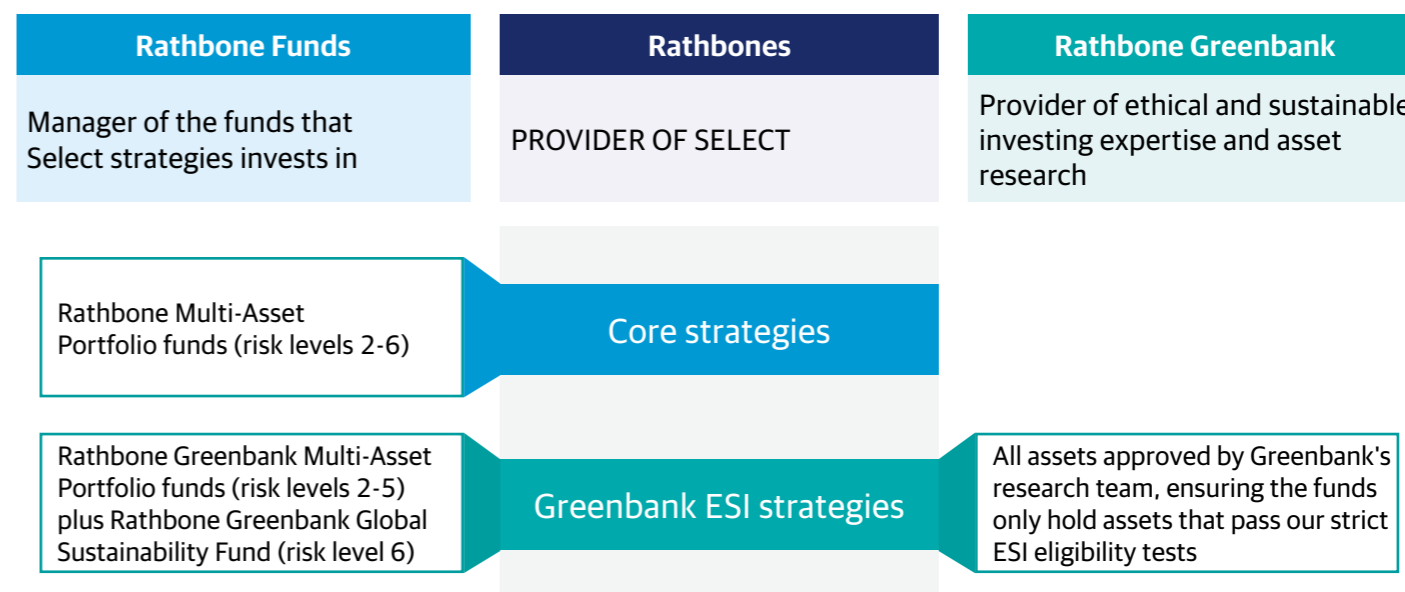 Rathbone Funds
Manager of the funds that
Select strategies invests in
Rathbones
PROVIDER OF SELECT
Rathbone Greenbank
Provider of ethical and sustainable
investing expertise and asset
research
Rathbone Multi-Asset
Portfolio funds (risk levels 2-6)
Core strategies
Rathbone Greenbank Multi-Asset
Portfolio funds (risk levels 2-5)
plus Rathbone Greenbank Global
Sustainability Fund (risk level 6)
Greenbank ESI strategies
All assets approved by Greenbank's
research team, ensuring the funds
only hold assets that pass our strict
ESI eligibility tests